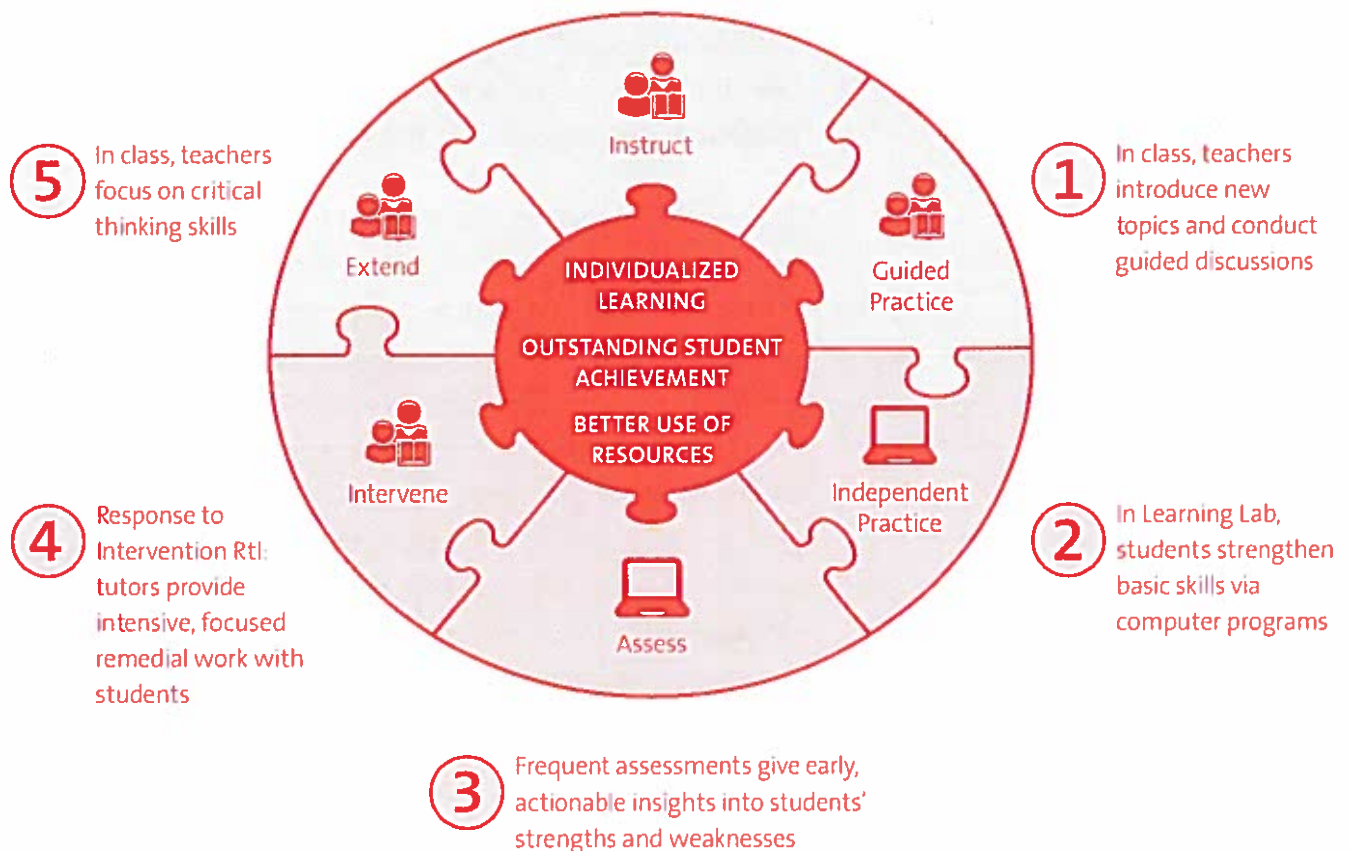 Instruct
Guided
Practice
Independent
Practice
Assess
Intervene
Extend
INDIVIDUALIZED
LEARNING
OUTSTANDING STUDENT
ACHIEVEMENT
BETTER USE OF
RESOURCES
1
In class, teachers
introduce new
topics and conduct
guided discussions
2
In Learning Lab,
students strengthen
basic skills via
computer programs
3
Frequent assessments give early,
actionable insights into students'
strengths and weaknesses
4
Response to
Intervention RtI:
tutors provide
intensive, focused
remedial work with
students
5
In class, teachers
focus on critical
thinking skills